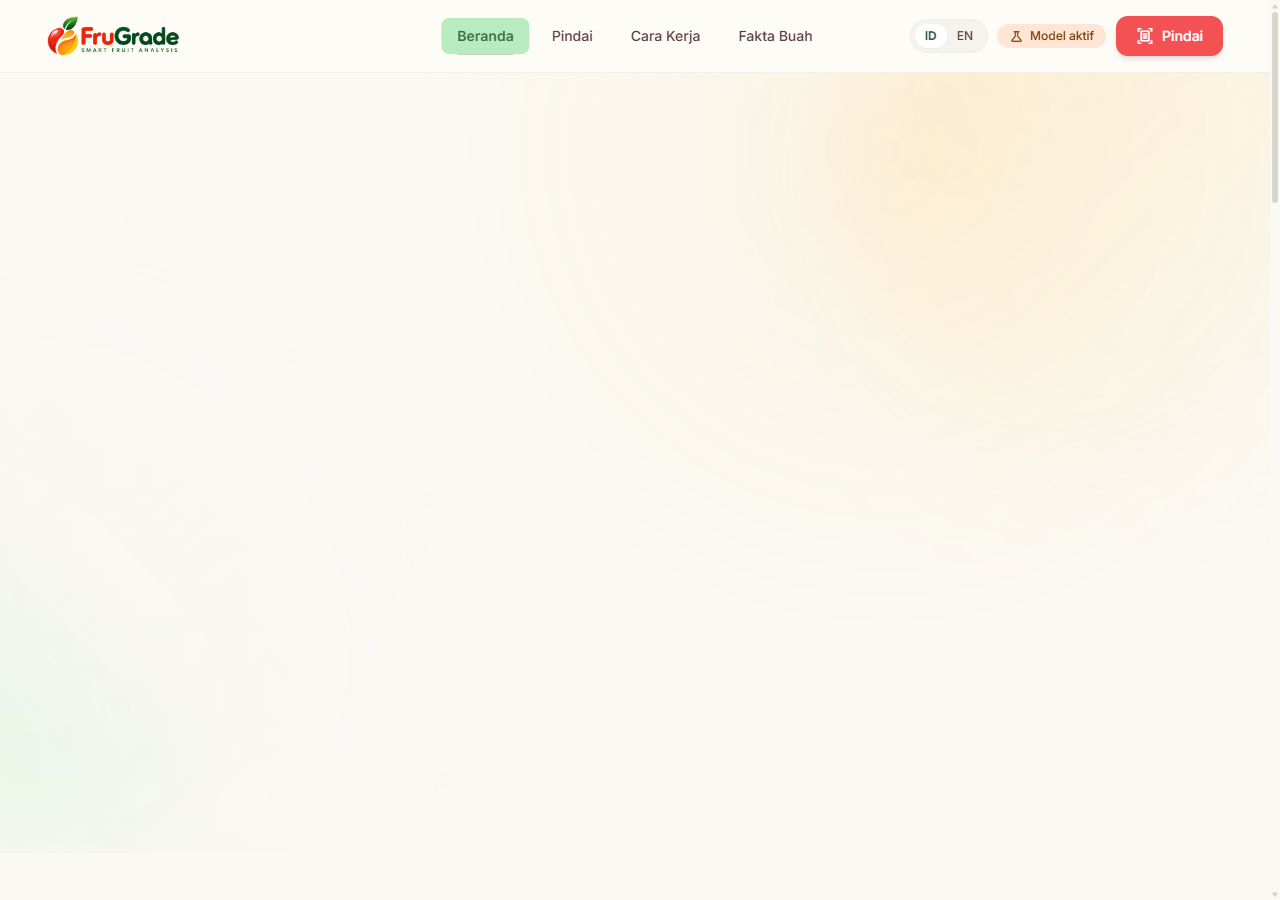 FruGrade
SMART FRUIT ANALYSIS
Beranda
Pindai
Cara Kerja
Fakta Buah
ID
EN
Model aktif
Pindai